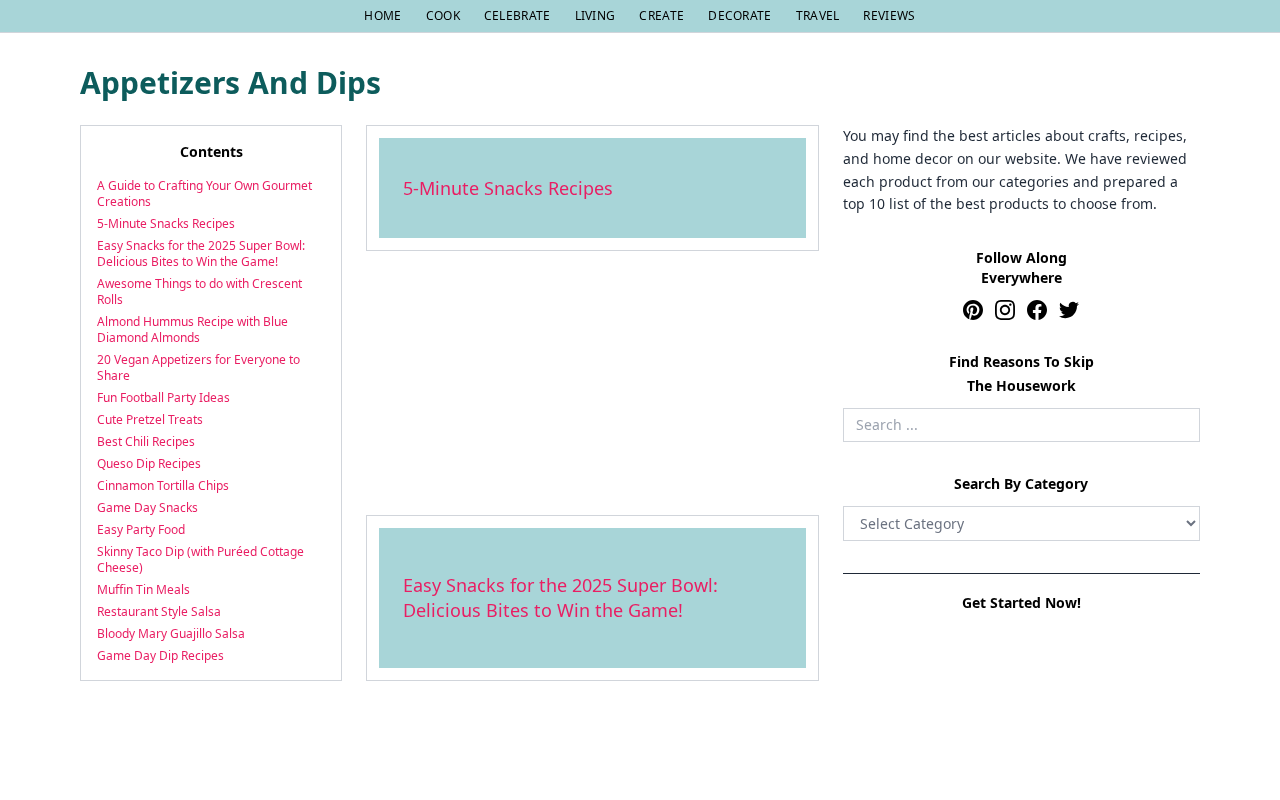 HOME COOK CELEBRATE LIVING CREATE DECORATE TRAVEL REVIEWS
Appetizers And Dips
Contents
A Guide to Crafting Your Own Gourmet
Creations
5-Minute Snacks Recipes
Easy Snacks for the 2025 Super Bowl:
Delicious Bites to Win the Game!
Awesome Things to do with Crescent
Rolls
Almond Hummus Recipe with Blue
Diamond Almonds
20 Vegan Appetizers for Everyone to
Share
Fun Football Party Ideas
Cute Pretzel Treats
Best Chili Recipes
Queso Dip Recipes
Cinnamon Tortilla Chips
Game Day Snacks
Easy Party Food
Skinny Taco Dip (with Puréed Cottage
Cheese)
Muffin Tin Meals
Restaurant Style Salsa
Bloody Mary Guajillo Salsa
Game Day Dip Recipes
5-Minute Snacks Recipes
Easy Snacks for the 2025 Super Bowl:
Delicious Bites to Win the Game!
You may find the best articles about crafts, recipes,
and home decor on our website. We have reviewed
each product from our categories and prepared a
top 10 list of the best products to choose from.
Follow Along
Everywhere
Find Reasons To Skip
The Housework
Search ...
Search By Category
Select Category
Get Started Now!